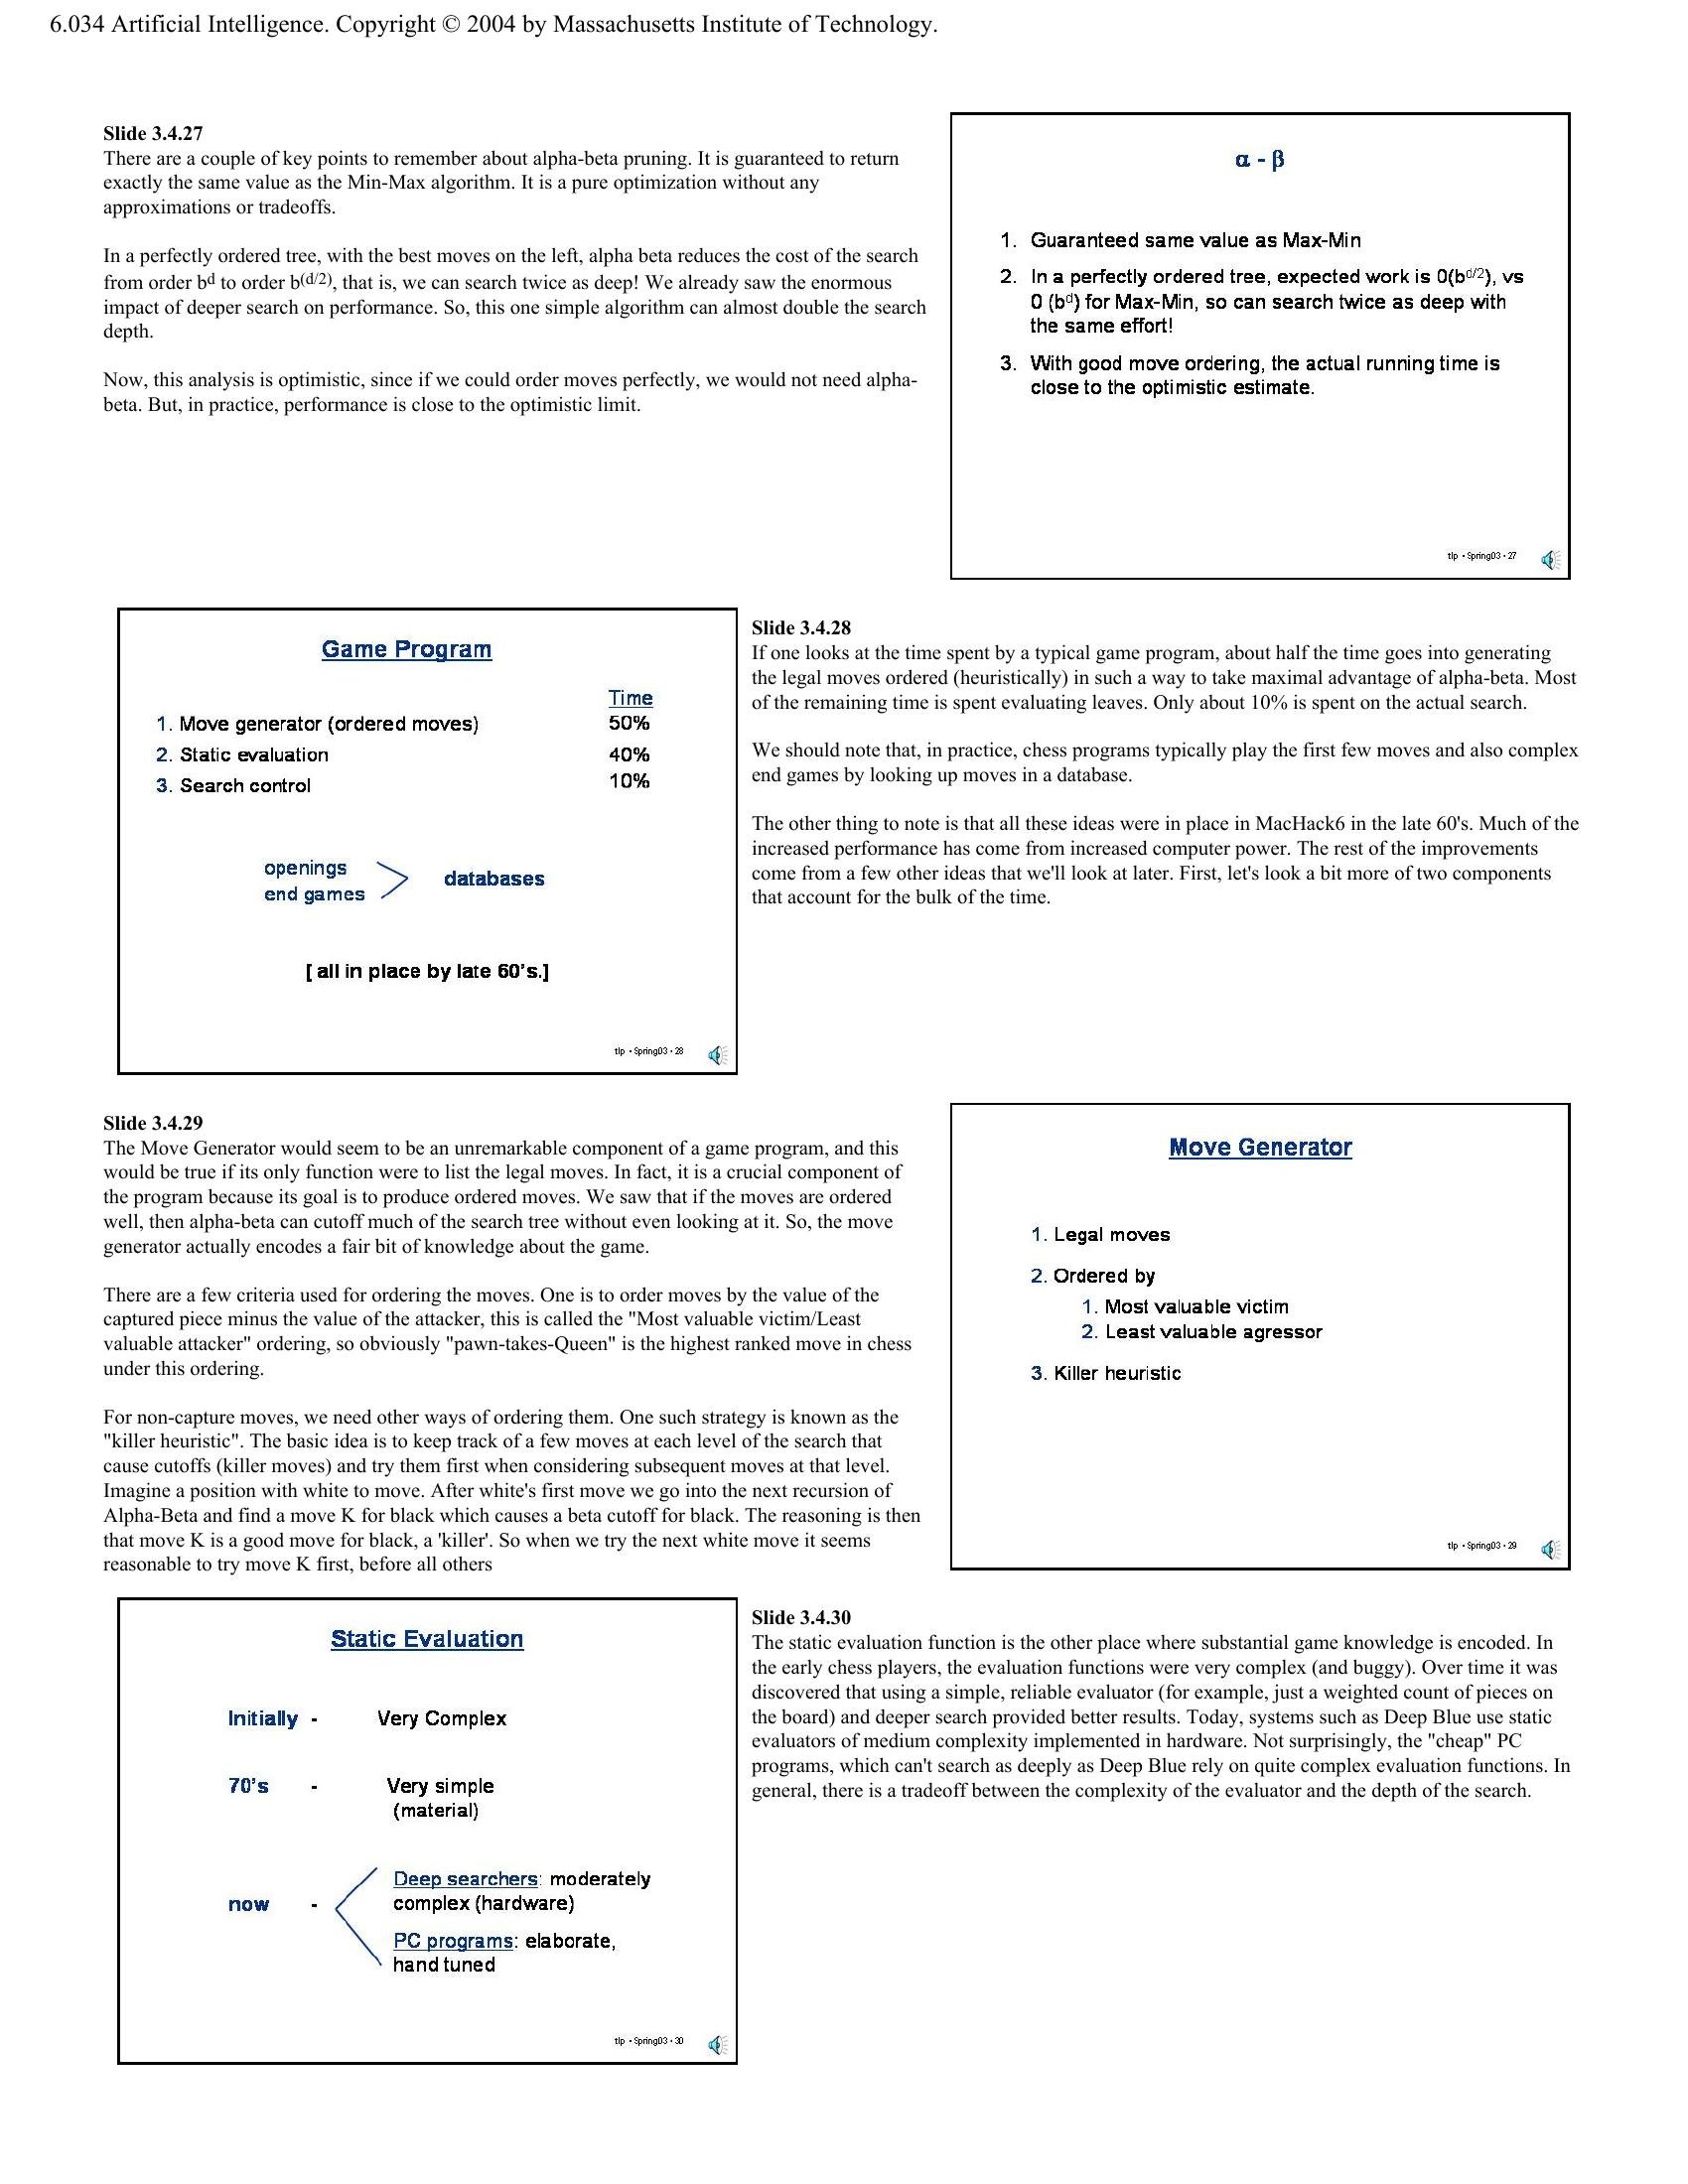 6.034 Artificial Intelligence. Copyright © 2004 by Massachusetts Institute of Technology.
Slide 3.4.27
There are a couple of key points to remember about alpha-beta pruning. It is guaranteed to return
exactly the same value as the Min-Max algorithm. It is a pure optimization without any
approximations or tradeoffs.
In a perfectly ordered tree, with the best moves on the left, alpha beta reduces the cost of the search
from order b^d to order b^(d/2), that is, we can search twice as deep! We already saw the enormous
impact of deeper search on performance. So, this one simple algorithm can almost double the search
depth.
Now, this analysis is optimistic, since if we could order moves perfectly, we would not need alpha-
beta. But, in practice, performance is close to the optimistic limit.
α - β
1. Guaranteed same value as Max-Min
2. In a perfectly ordered tree, expected work is 0(b^d/2), vs
0 (b^d) for Max-Min, so can search twice as deep with
the same effort!
3. With good move ordering, the actual running time is
close to the optimistic estimate.
tlp • Spring03 • 27
Game Program
Time
1. Move generator (ordered moves) 50%
2. Static evaluation 40%
3. Search control 10%
openings
end games
databases
[ all in place by late 60's.]
tlp • Spring03 • 28
Slide 3.4.28
If one looks at the time spent by a typical game program, about half the time goes into generating
the legal moves ordered (heuristically) in such a way to take maximal advantage of alpha-beta. Most
of the remaining time is spent evaluating leaves. Only about 10% is spent on the actual search.
We should note that, in practice, chess programs typically play the first few moves and also complex
end games by looking up moves in a database.
The other thing to note is that all these ideas were in place in MacHack6 in the late 60's. Much of the
increased performance has come from increased computer power. The rest of the improvements
come from a few other ideas that we'll look at later. First, let's look a bit more of two components
that account for the bulk of the time.
Slide 3.4.29
The Move Generator would seem to be an unremarkable component of a game program, and this
would be true if its only function were to list the legal moves. In fact, it is a crucial component of
the program because its goal is to produce ordered moves. We saw that if the moves are ordered
well, then alpha-beta can cutoff much of the search tree without even looking at it. So, the move
generator actually encodes a fair bit of knowledge about the game.
There are a few criteria used for ordering the moves. One is to order moves by the value of the
captured piece minus the value of the attacker, this is called the "Most valuable victim/Least
valuable attacker" ordering, so obviously "pawn-takes-Queen" is the highest ranked move in chess
under this ordering.
For non-capture moves, we need other ways of ordering them. One such strategy is known as the
"killer heuristic". The basic idea is to keep track of a few moves at each level of the search that
cause cutoffs (killer moves) and try them first when considering subsequent moves at that level.
Imagine a position with white to move. After white's first move we go into the next recursion of
Alpha-Beta and find a move K for black which causes a beta cutoff for black. The reasoning is then
that move K is a good move for black, a 'killer'. So when we try the next white move it seems
reasonable to try move K first, before all others
Move Generator
1. Legal moves
2. Ordered by
1. Most valuable victim
2. Least valuable agressor
3. Killer heuristic
tlp • Spring03 • 29
Static Evaluation
Initially - Very Complex
70's - Very simple
(material)
now -
Deep searchers: moderately
complex (hardware)
PC programs: elaborate,
hand tuned
tlp • Spring03 • 30
Slide 3.4.30
The static evaluation function is the other place where substantial game knowledge is encoded. In
the early chess players, the evaluation functions were very complex (and buggy). Over time it was
discovered that using a simple, reliable evaluator (for example, just a weighted count of pieces on
the board) and deeper search provided better results. Today, systems such as Deep Blue use static
evaluators of medium complexity implemented in hardware. Not surprisingly, the "cheap" PC
programs, which can't search as deeply as Deep Blue rely on quite complex evaluation functions. In
general, there is a tradeoff between the complexity of the evaluator and the depth of the search.